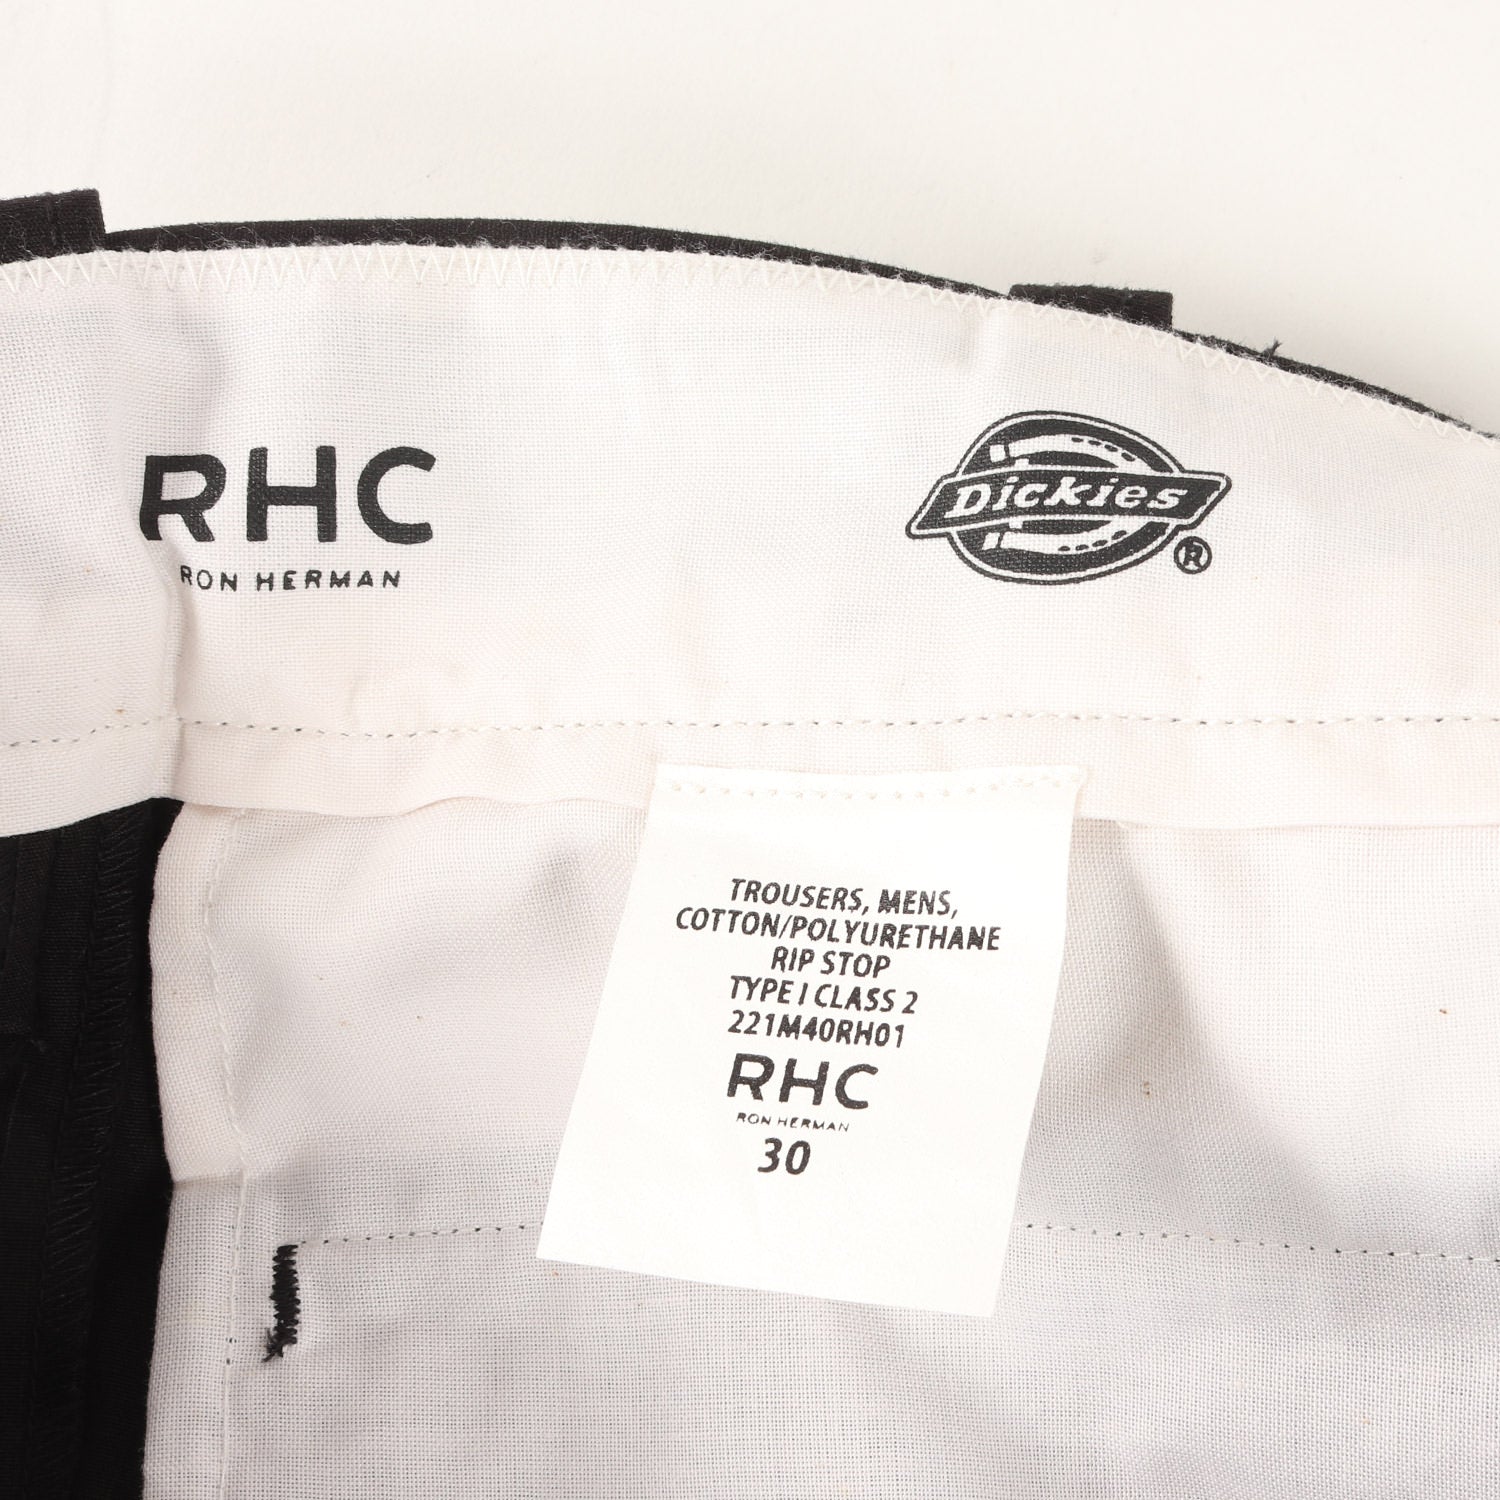 RHC
RON HERMAN
Dickies
®
TROUSERS, MENS,
COTTON/POLYURETHANE
RIP STOP
TYPE I CLASS 2
221M40RH01
RHC
RON HERMAN
30